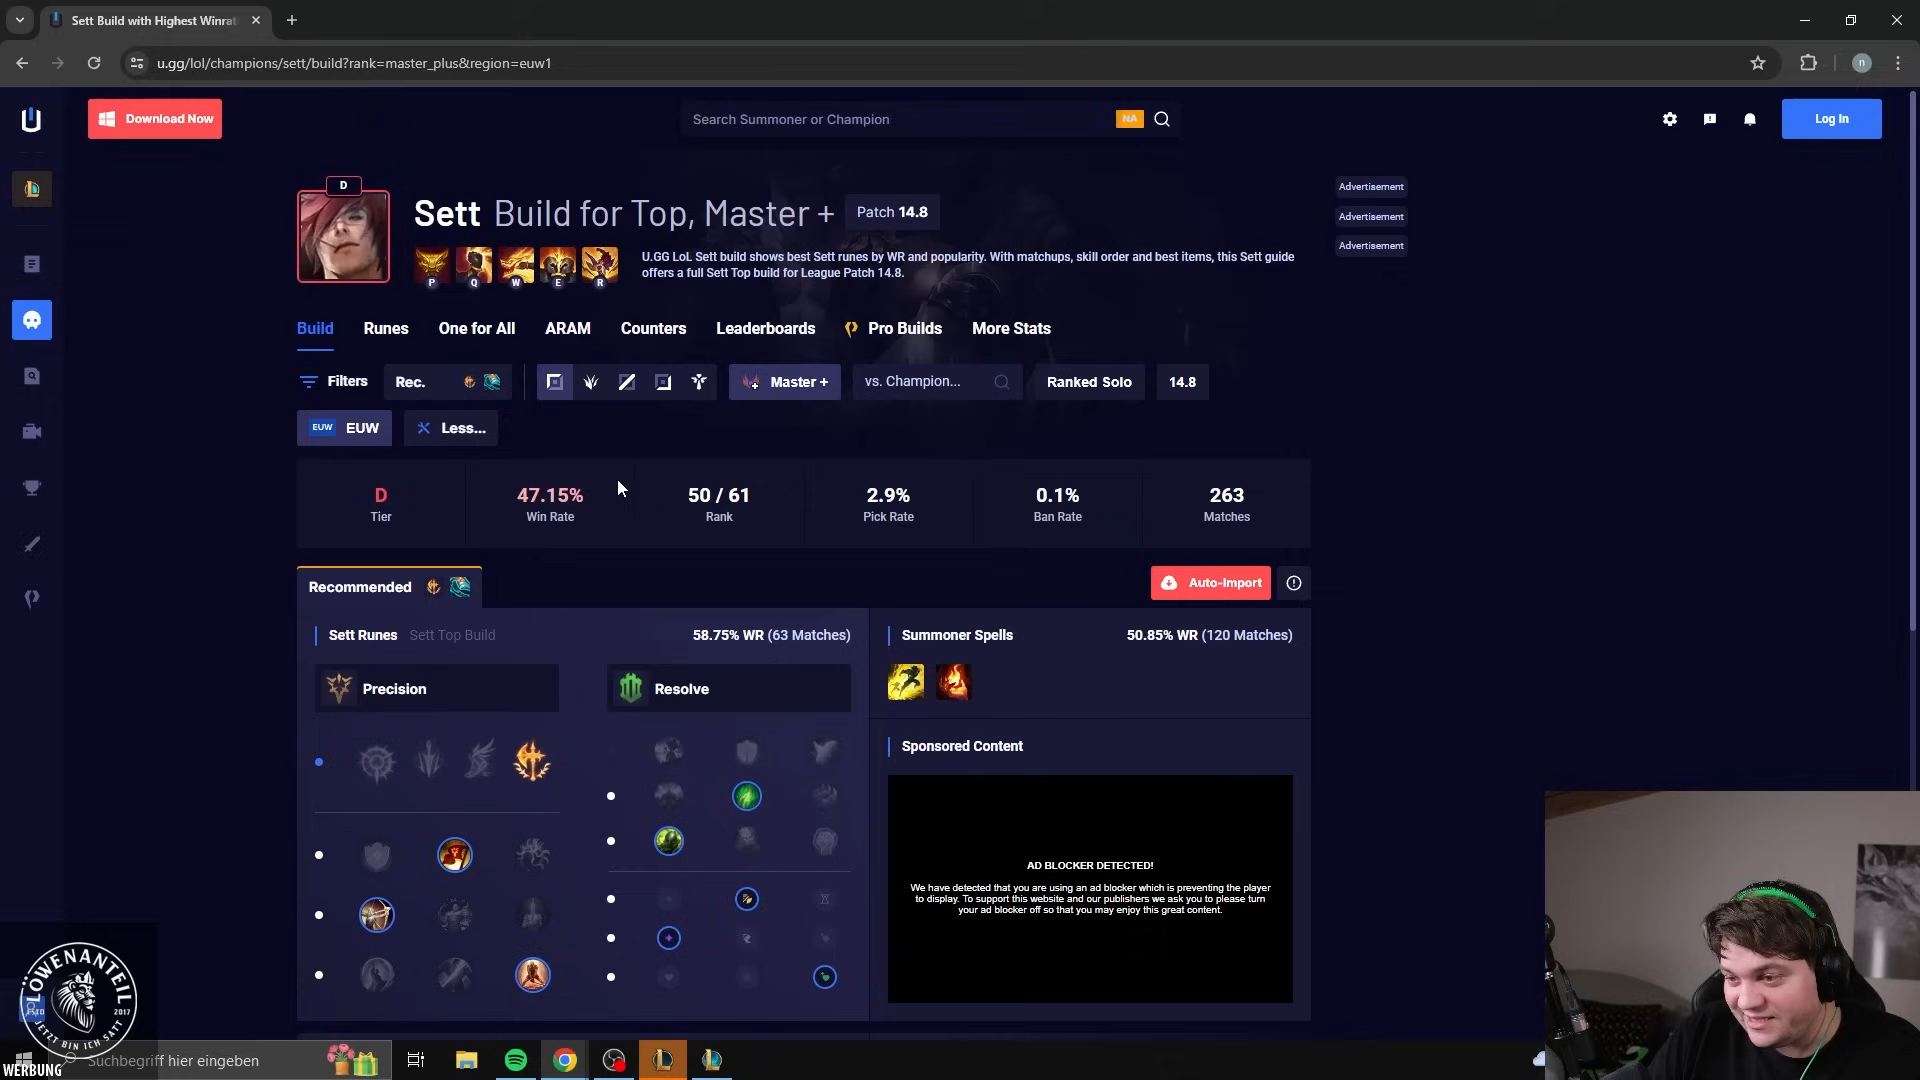 Sett Build with Highest Winra
u.gg/lol/champions/sett/build?rank=master_plus&region=euw1
n
Download Now
Search Summoner or Champion
NA
Log In
D
Sett Build for Top, Master +
Patch 14.8
P
Q
W
E
R
U.GG LoL Sett build shows best Sett runes by WR and popularity. With matchups, skill order and best items, this Sett guide
offers a full Sett Top build for League Patch 14.8.
Advertisement
Advertisement
Advertisement
Build
Runes
One for All
ARAM
Counters
Leaderboards
Pro Builds
More Stats
Filters
Rec.
Master +
vs. Champion...
Ranked Solo
14.8
EUW EUW
Less...
D
Tier
47.15%
Win Rate
50 / 61
Rank
2.9%
Pick Rate
0.1%
Ban Rate
263
Matches
Recommended
Auto-Import
Sett Runes Sett Top Build
58.75% WR (63 Matches)
Summoner Spells
50.85% WR (120 Matches)
Precision
Resolve
Sponsored Content
AD BLOCKER DETECTED!
We have detected that you are using an ad blocker which is preventing the player
to display. To support this website and our publishers we ask you to please turn
your ad blocker off so that you may enjoy this great content.
LÖWENANTEIL
BIO
2017
JETZT BIN ICH SATT
Suchbegriff hier eingeben
WERBUNG